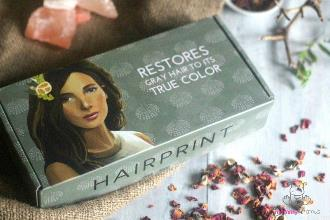 RESTORES
GRAY HAIR TO ITS
TRUE COLOR
HAIRPRINT